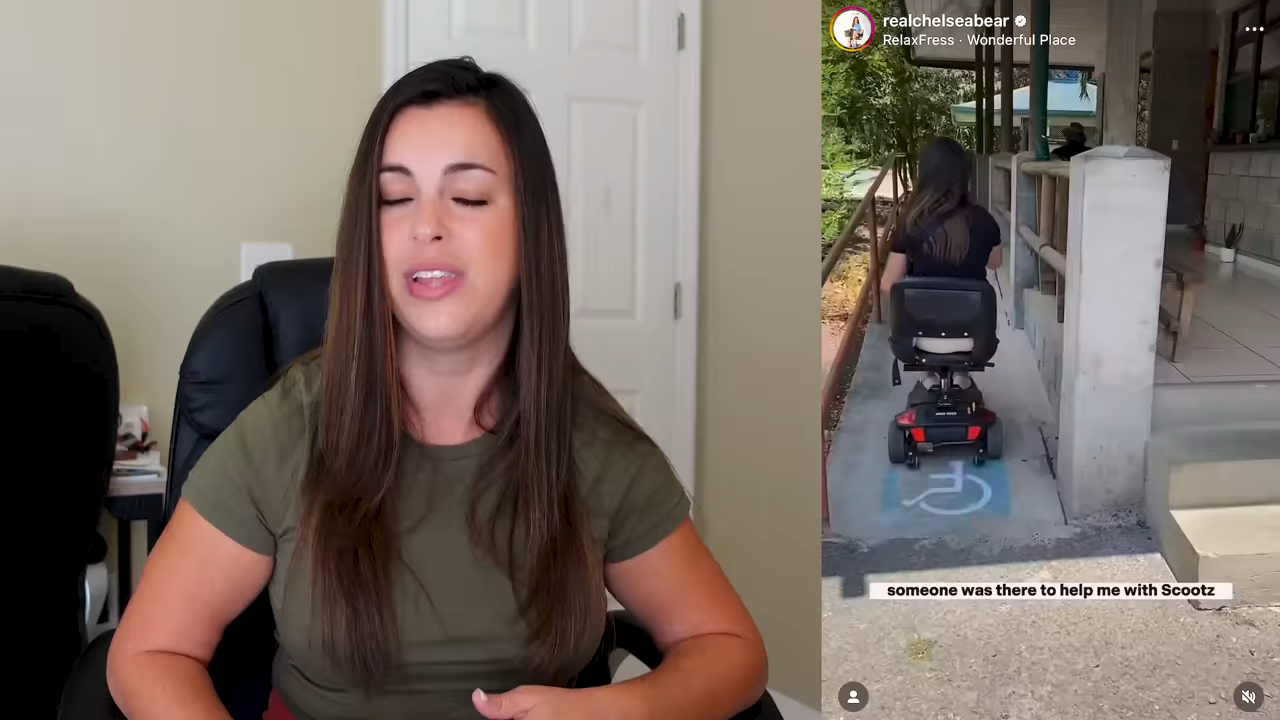 realchelseabear
RelaxFress · Wonderful Place
someone was there to help me with Scootz